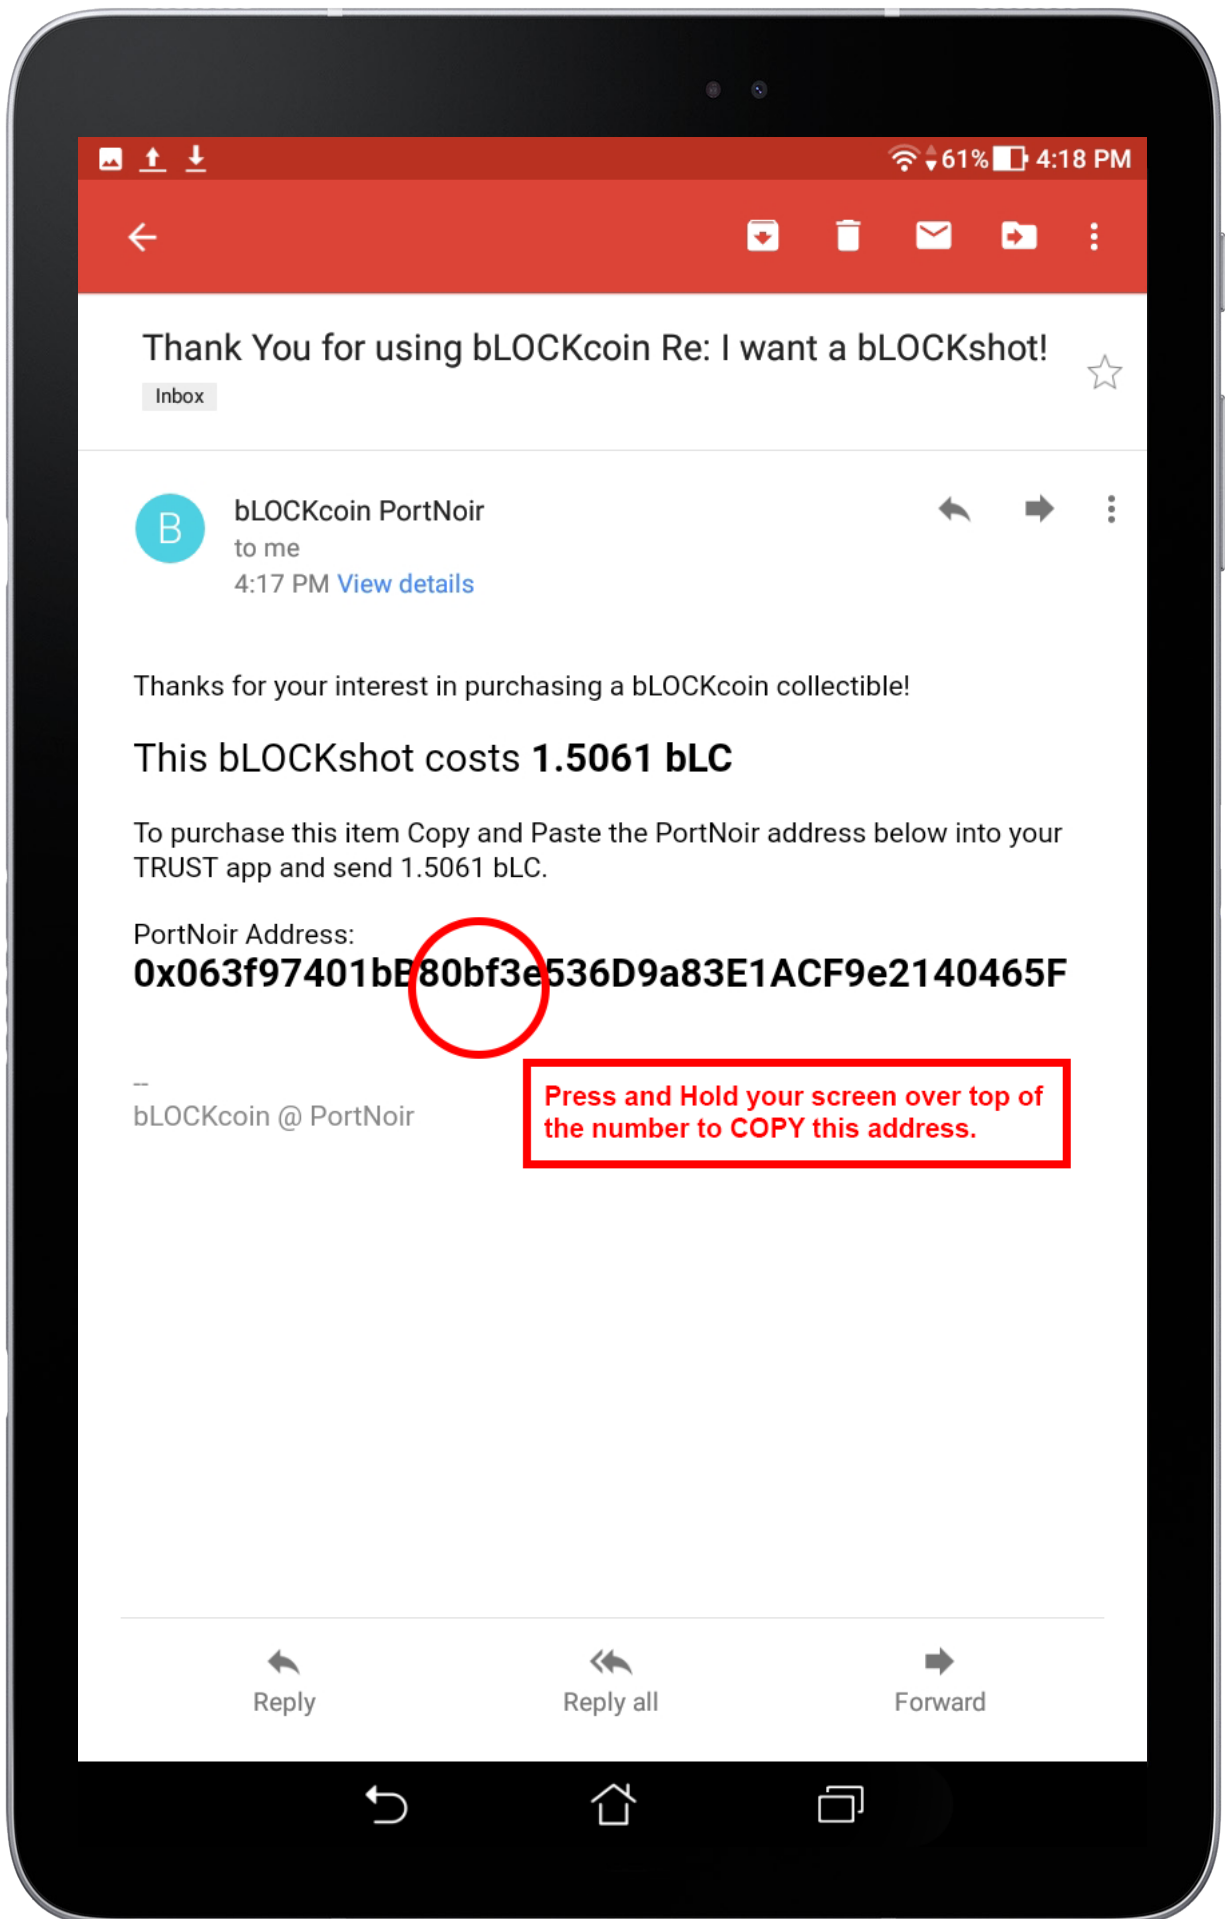 61% 4:18 PM
Thank You for using bLOCKcoin Re: I want a bLOCKshot!
Inbox
B
bLOCKcoin PortNoir
to me
4:17 PM View details
Thanks for your interest in purchasing a bLOCKcoin collectible!
This bLOCKshot costs 1.5061 bLC
To purchase this item Copy and Paste the PortNoir address below into your
TRUST app and send 1.5061 bLC.
PortNoir Address:
0x063f97401bB80bf3e536D9a83E1ACF9e2140465F
--
bLOCKcoin @ PortNoir
Press and Hold your screen over top of
the number to COPY this address.
Reply
Reply all
Forward